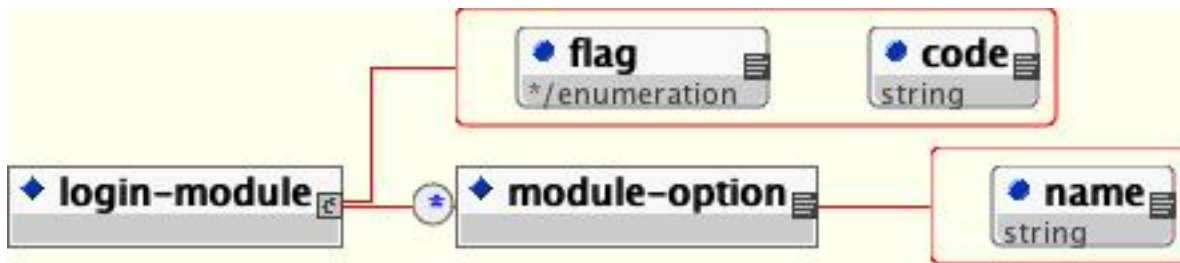 flag
*/enumeration
code
string
login-module
*
module-option
name
string